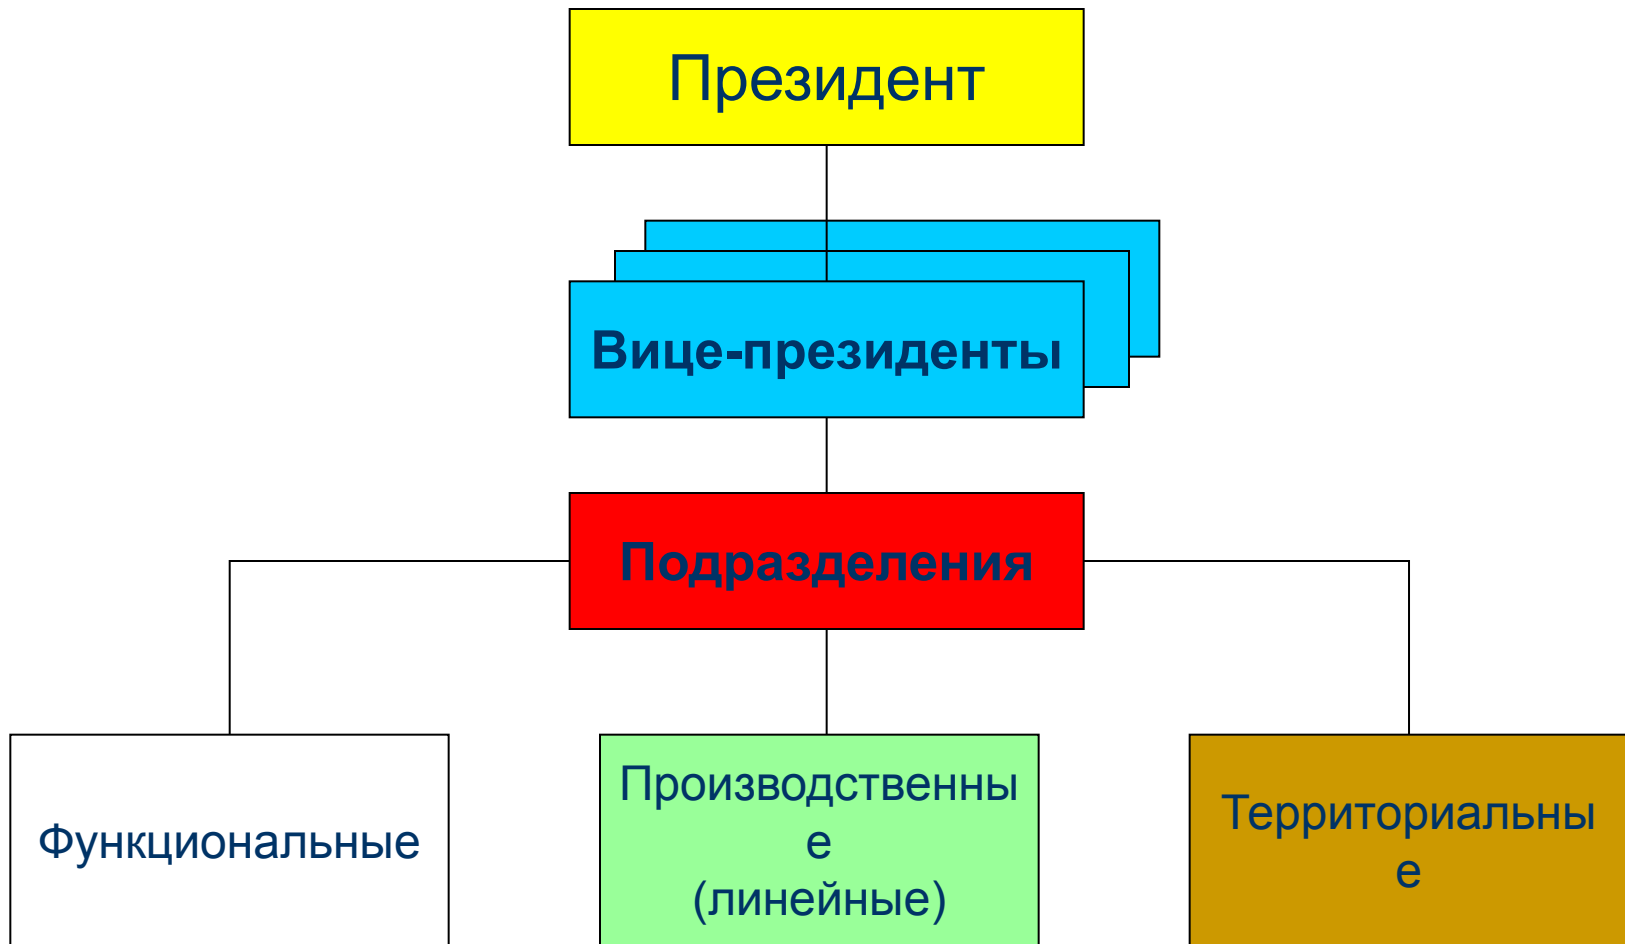 Президент
Вице-президенты
Подразделения
Функциональные
Производственны
е
(линейные)
Территориальны
е